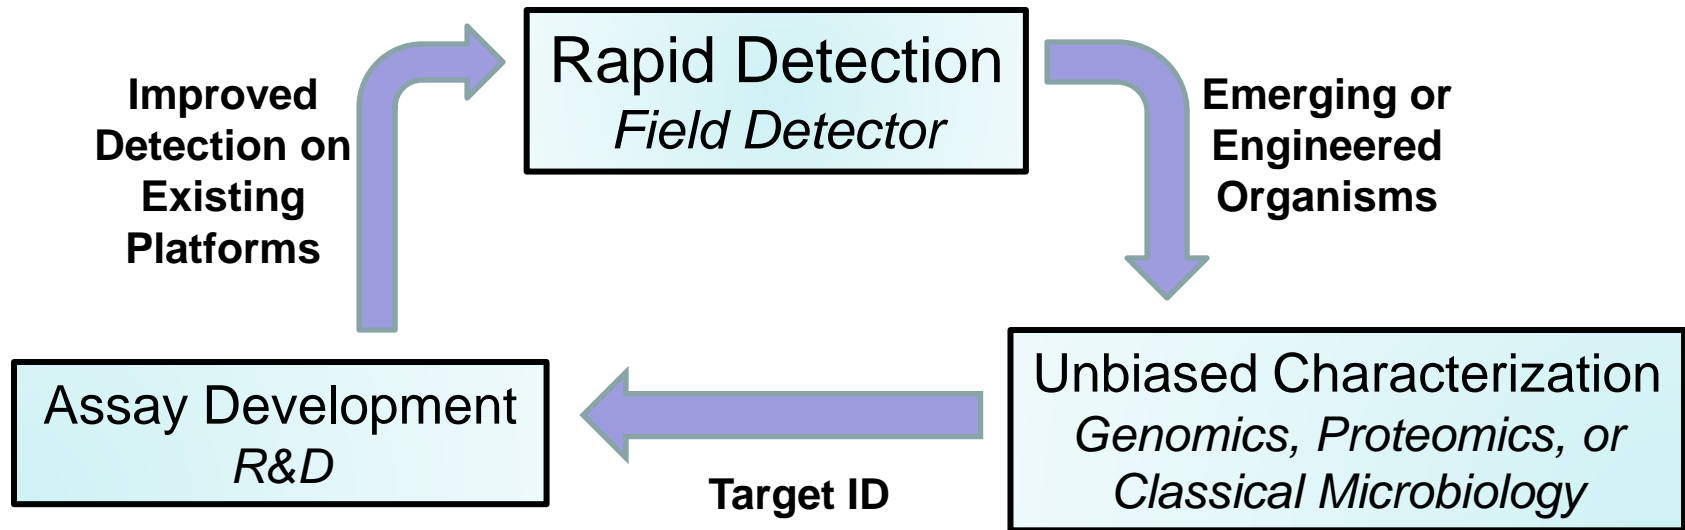 Rapid Detection
Field Detector
Improved
Detection on
Existing
Platforms
Emerging or
Engineered
Organisms
Unbiased Characterization
Genomics, Proteomics, or
Classical Microbiology
Target ID
Assay Development
R&D